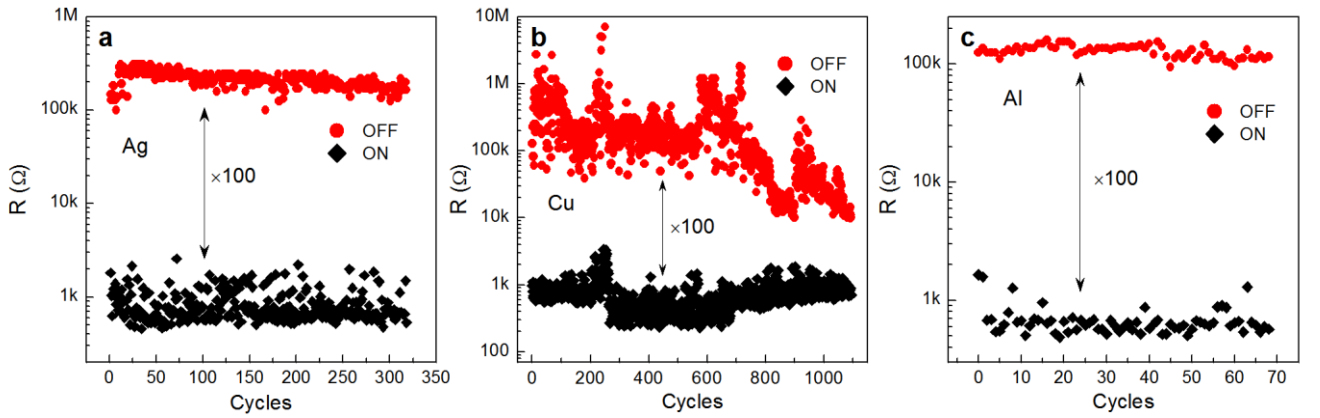 a
1M
100k
10k
1k
R (Ω)
Ag
OFF
ON
×100
0 50 100 150 200 250 300 350
Cycles
b
10M
1M
100k
10k
1k
100
R (Ω)
Cu
OFF
ON
×100
0 200 400 600 800 1000
Cycles
c
100k
10k
1k
R (Ω)
Al
OFF
ON
×100
0 10 20 30 40 50 60 70
Cycles